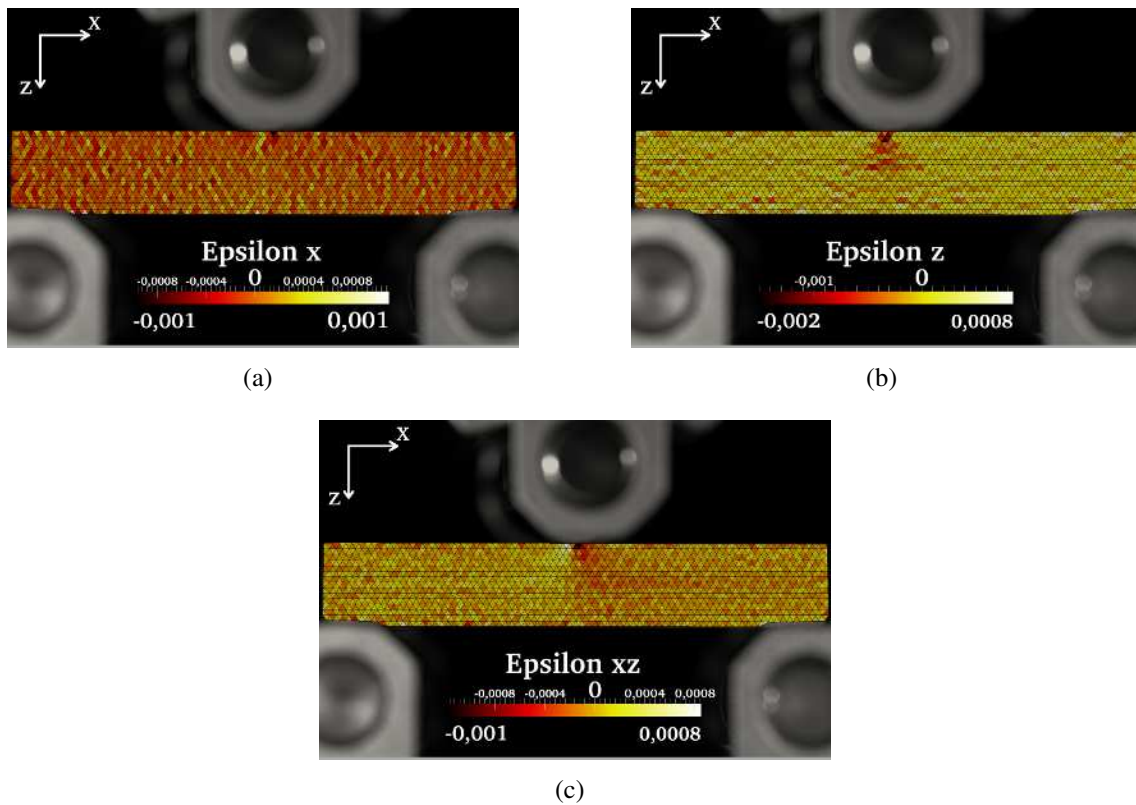 x
z
Epsilon x
-0,0008 -0,0004 0 0,0004 0,0008
-0,001 0,001
(a)
x
z
Epsilon z
-0,001 0
-0,002 0,0008
(b)
x
z
Epsilon xz
-0,0008 -0,0004 0 0,0004 0,0008
-0,001 0,0008
(c)